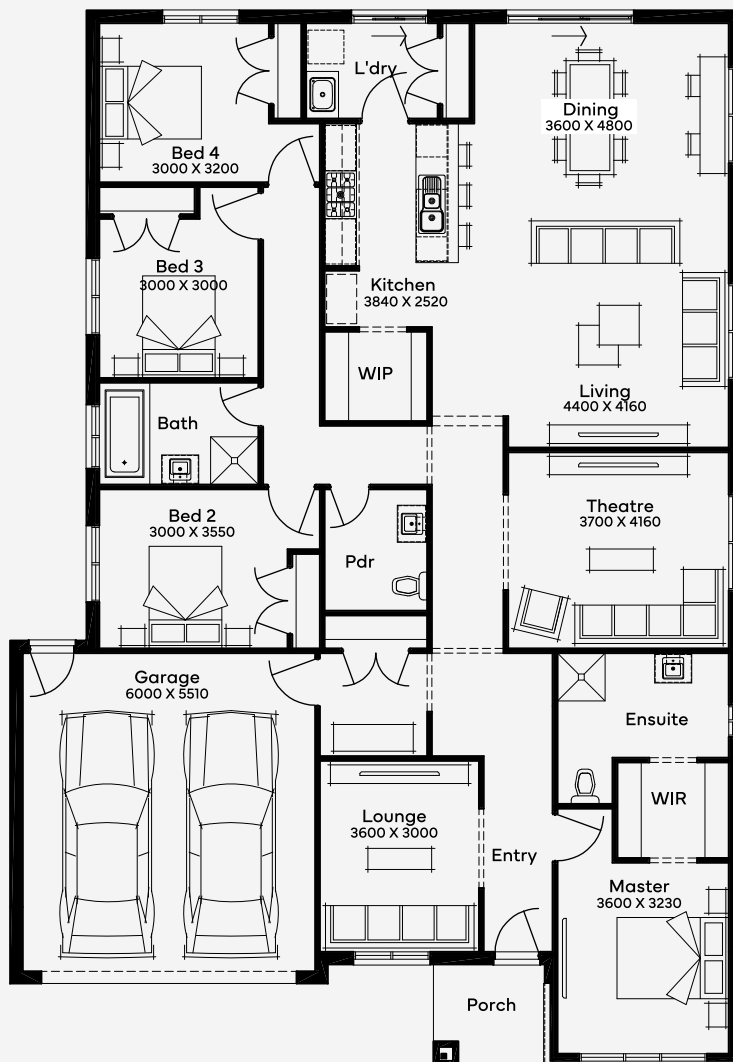 L'dry
Dining
3600 X 4800
Bed 4
3000 X 3200
Bed 3
3000 X 3000
Kitchen
3840 X 2520
WIP
Living
4400 X 4160
Bath
Bed 2
3000 X 3550
Theatre
3700 X 4160
Pdr
Garage
6000 X 5510
Ensuite
WIR
Lounge
3600 X 3000
Entry
Master
3600 X 3230
Porch